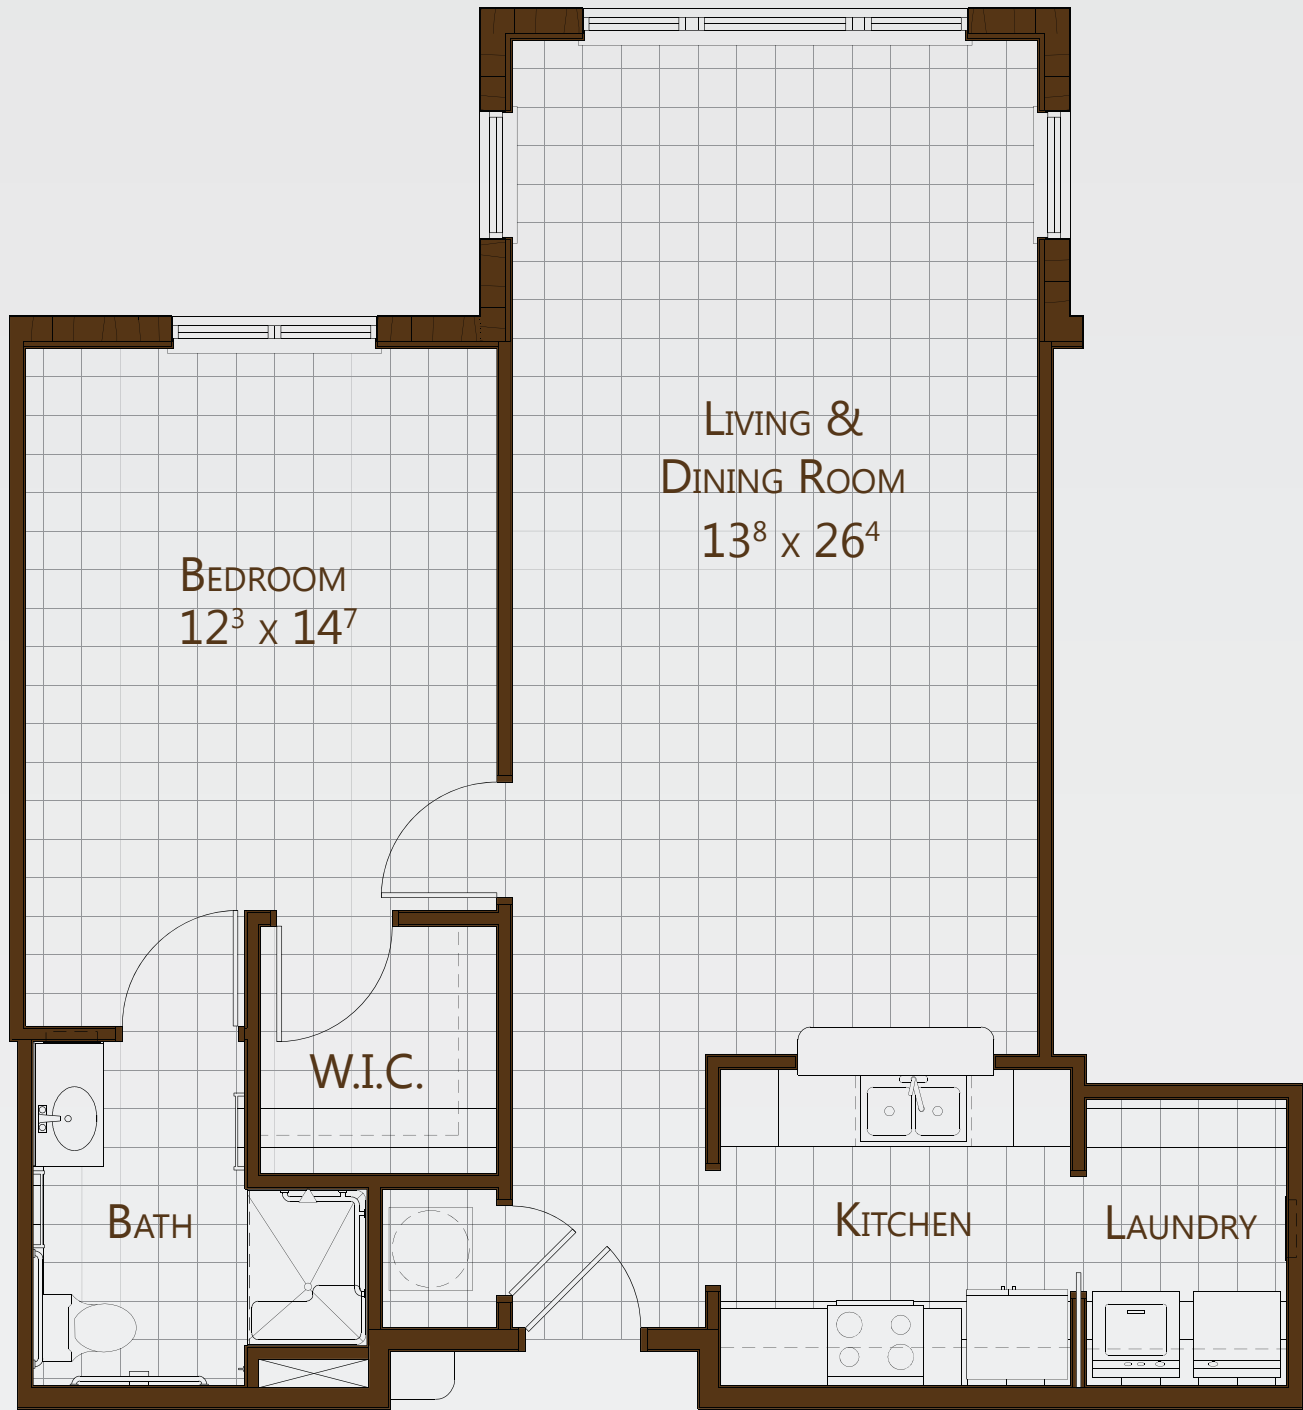 Living &
Dining Room
13⁸ x 26⁴
Bedroom
12³ x 14⁷
W.I.C.
Bath
Kitchen
Laundry